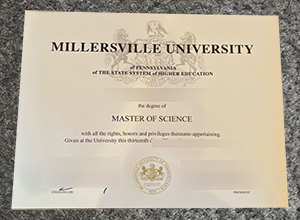 MILLERSVILLE UNIVERSITY
of PENNSYLVANIA
of THE STATE SYSTEM of HIGHER EDUCATION
the degree of
MASTER OF SCIENCE
with all the rights, honors and privileges thereunto appertaining.
Given at the University this thirteenth